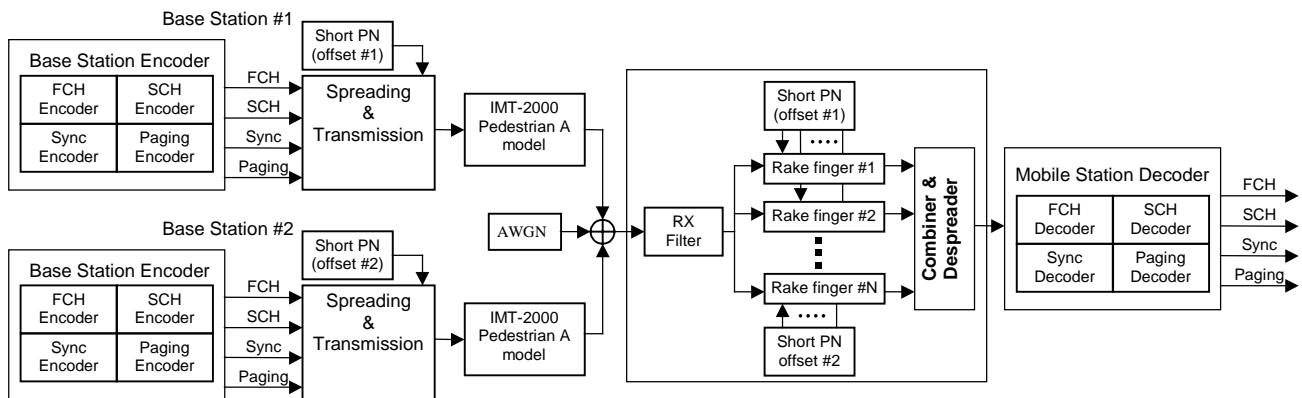 Base Station #1
Base Station Encoder
FCH
Encoder
SCH
Encoder
Sync
Encoder
Paging
Encoder
FCH
SCH
Sync
Paging
Short PN
(offset #1)
Spreading
&
Transmission
IMT-2000
Pedestrian A
model
Base Station #2
Base Station Encoder
FCH
Encoder
SCH
Encoder
Sync
Encoder
Paging
Encoder
FCH
SCH
Sync
Paging
Short PN
(offset #2)
Spreading
&
Transmission
IMT-2000
Pedestrian A
model
AWGN
RX
Filter
Short PN
(offset #1)
Rake finger #1
Rake finger #2
Rake finger #N
Short PN
offset #2
Combiner &
Despreader
Mobile Station Decoder
FCH
Decoder
SCH
Decoder
Sync
Decoder
Paging
Decoder
FCH
SCH
Sync
Paging